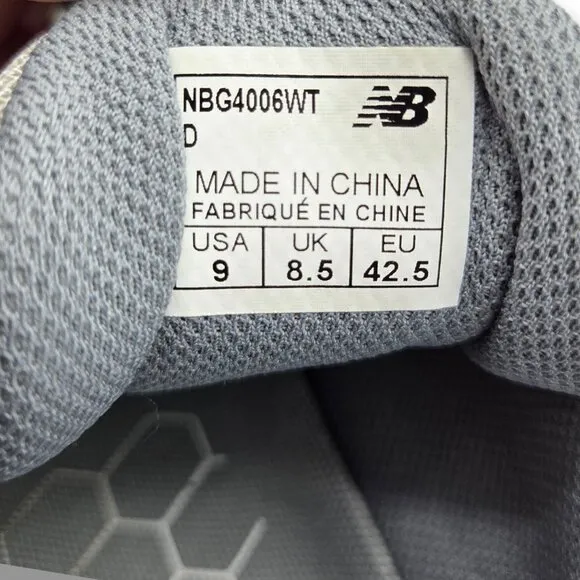 NBG4006WT NB
D
MADE IN CHINA
FABRIQUÉ EN CHINE
USA UK EU
9 8.5 42.5